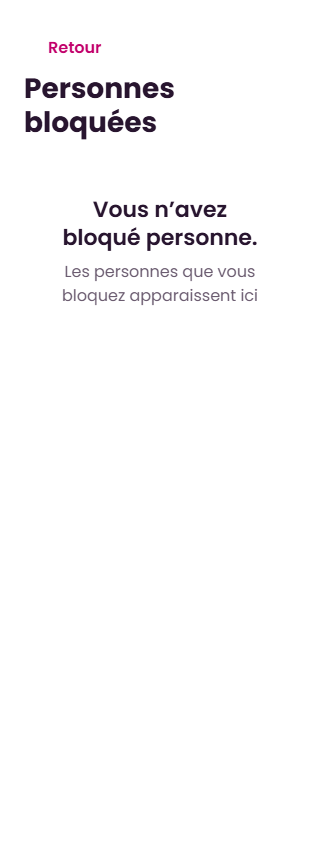 Retour
Personnes
bloquées
Vous n’avez
bloqué personne.
Les personnes que vous
bloquez apparaissent ici